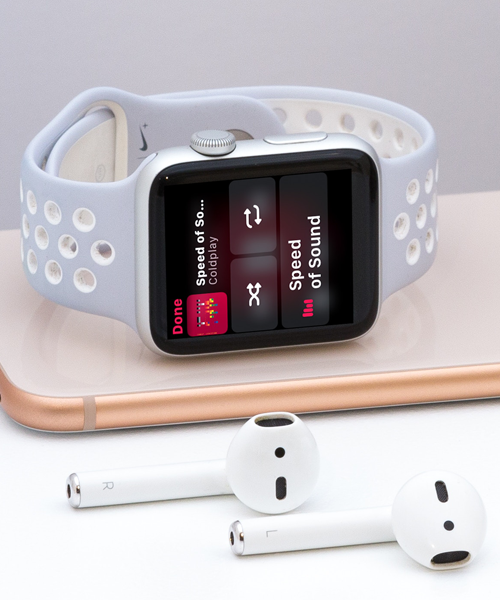 Done
Speed of So...
Coldplay
Speed
of Sound
R
L